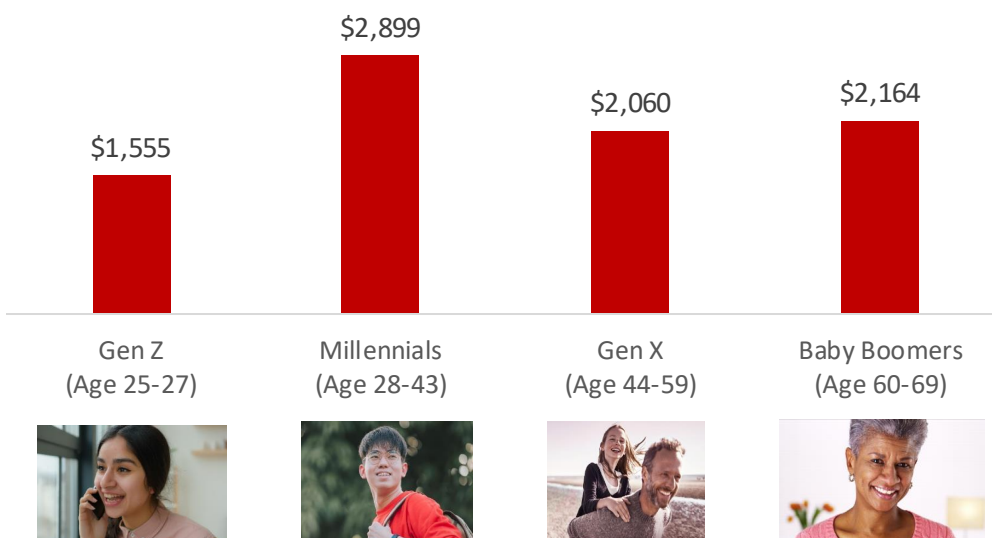 $1,555
$2,899
$2,060
$2,164
Gen Z
(Age 25-27)
Millennials
(Age 28-43)
Gen X
(Age 44-59)
Baby Boomers
(Age 60-69)